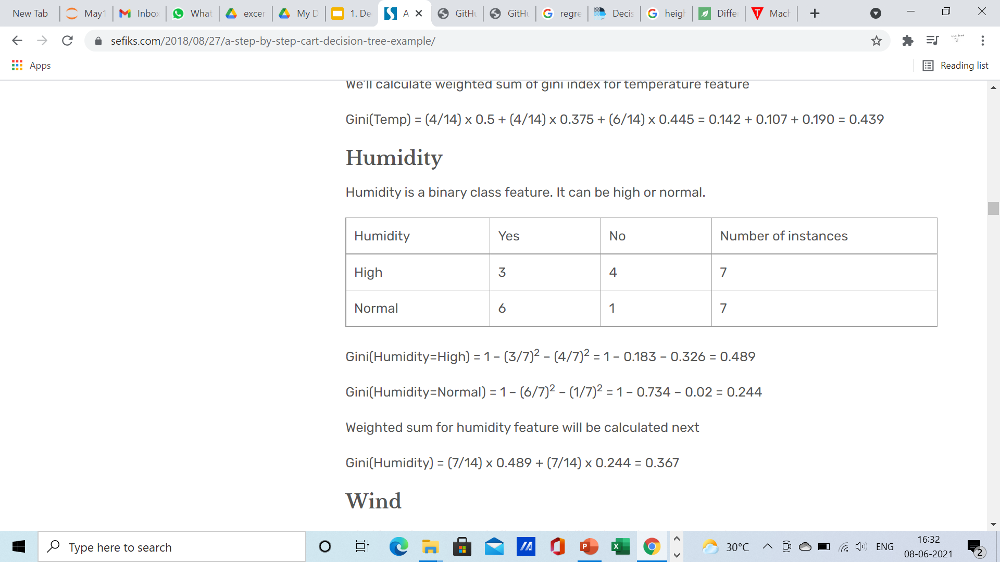 New Tab May1 Inbox What excer My D 1. De A GitHu GitHu regre Decis heigh Differ Mach
sefiks.com/2018/08/27/a-step-by-step-cart-decision-tree-example/
Apps Reading list
We'll calculate weighted sum of gini index for temperature feature
Gini(Temp) = (4/14) x 0.5 + (4/14) x 0.375 + (6/14) x 0.445 = 0.142 + 0.107 + 0.190 = 0.439
Humidity
Humidity is a binary class feature. It can be high or normal.
Humidity Yes No Number of instances
High 3 4 7
Normal 6 1 7
Gini(Humidity=High) = 1 – (3/7)² – (4/7)² = 1 – 0.183 – 0.326 = 0.489
Gini(Humidity=Normal) = 1 – (6/7)² – (1/7)² = 1 – 0.734 – 0.02 = 0.244
Weighted sum for humidity feature will be calculated next
Gini(Humidity) = (7/14) x 0.489 + (7/14) x 0.244 = 0.367
Wind
Type here to search
30°C ENG
16:32
08-06-2021
2